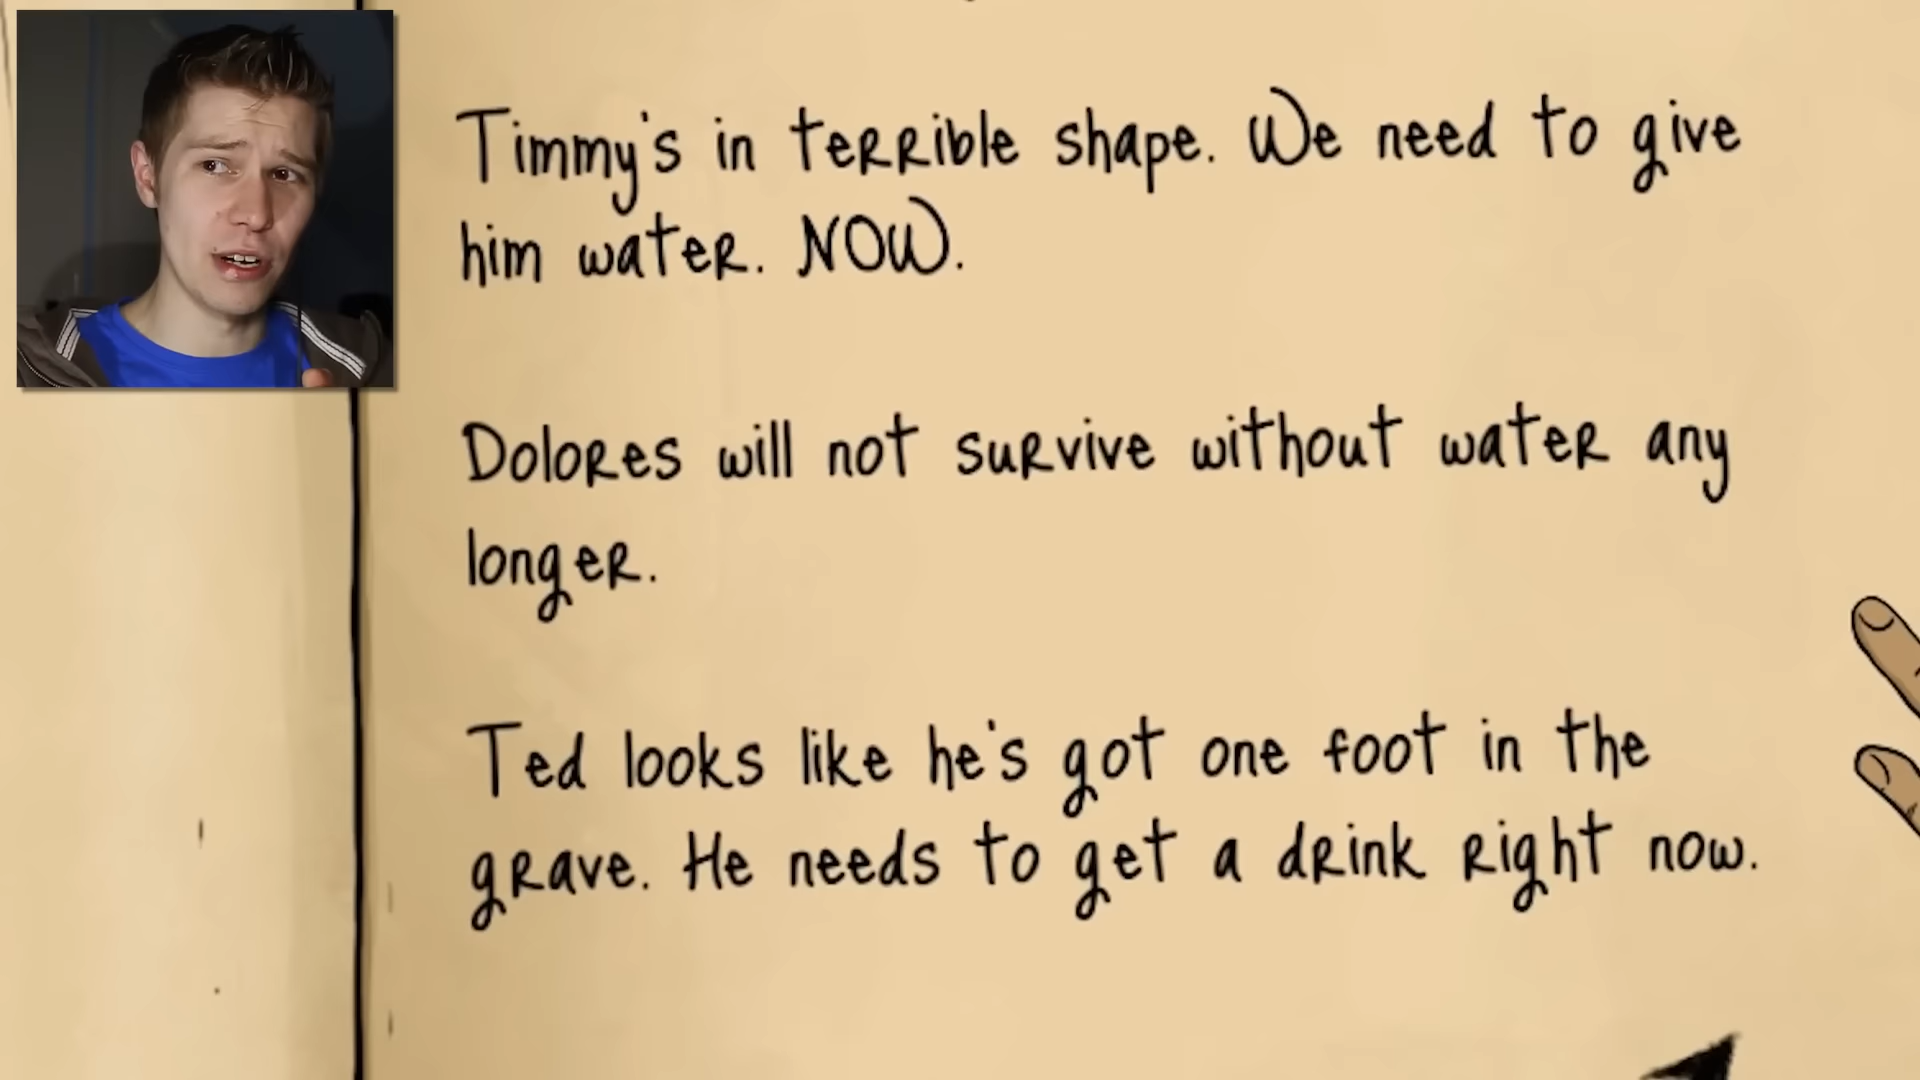 Timmy's in terrible shape. We need to give
him water. NOW.
Dolores will not survive without water any
longer.
Ted looks like he's got one foot in the
grave. He needs to get a drink right now.